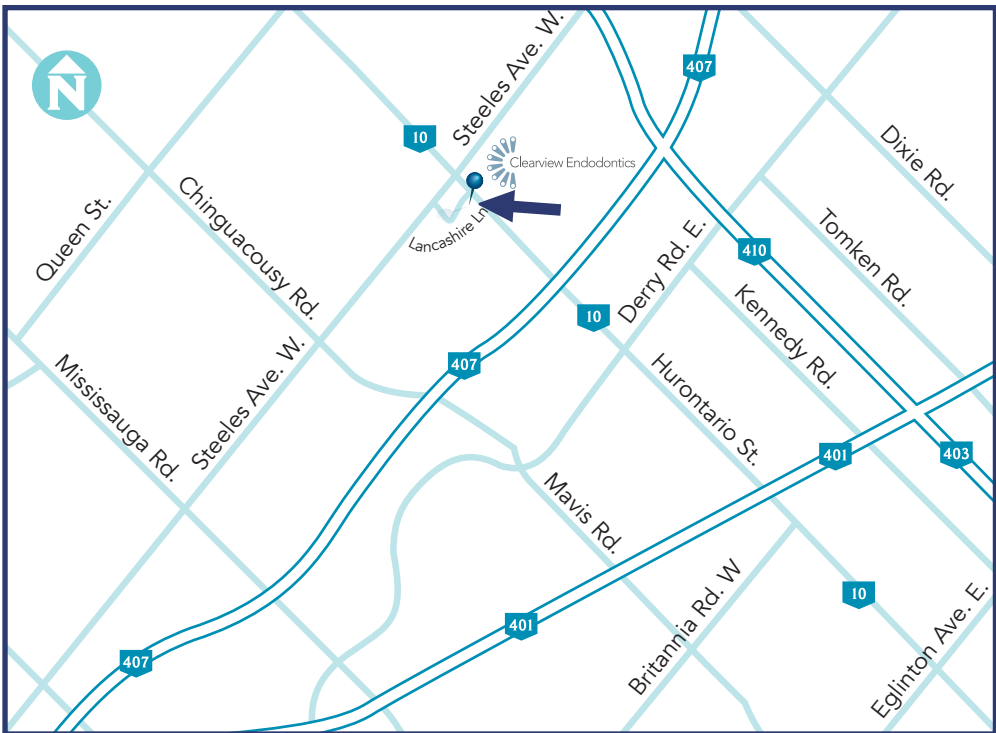 N
Steeles Ave. W.
407
10
Clearview Endodontics
Dixie Rd.
Chinguacousy Rd.
Queen St.
Lancashire Ln
Tomken Rd.
410
Derry Rd. E.
Kennedy Rd.
10
407
Hurontario St.
Steeles Ave. W.
Mississauga Rd.
401
403
Mavis Rd.
10
Britannia Rd. W
401
Eglinton Ave. E.
407